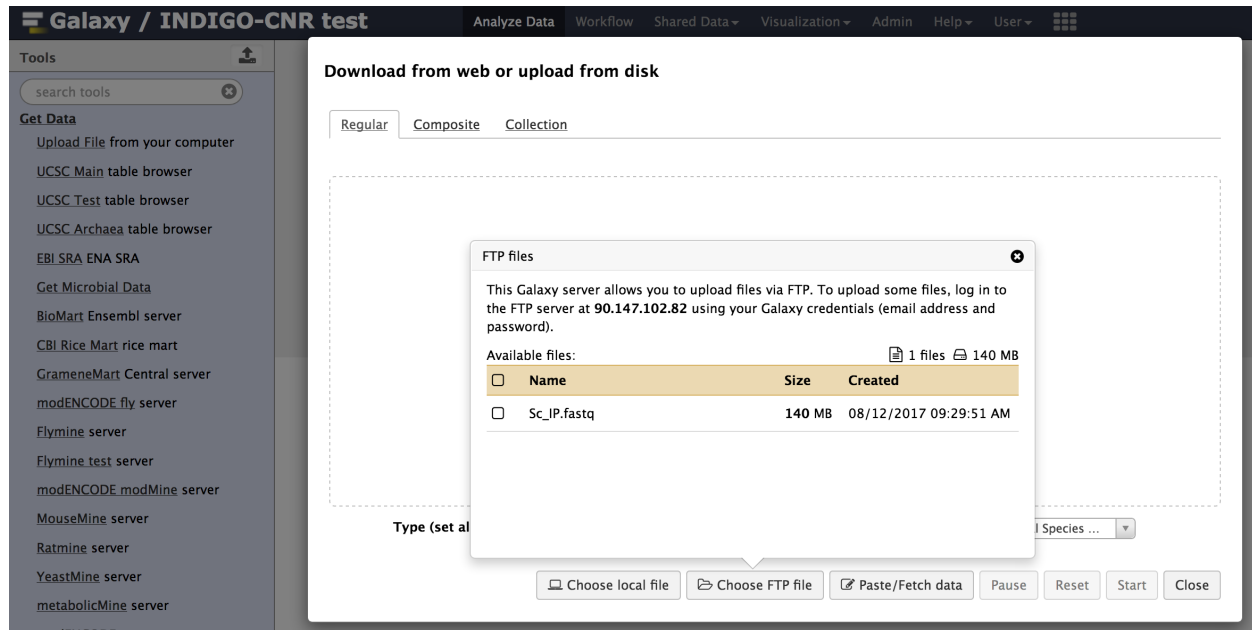 Galaxy / INDIGO-CNR test
Analyze Data Workflow Shared Data Visualization Admin Help User
Tools
search tools
Get Data
Upload File from your computer
UCSC Main table browser
UCSC Test table browser
UCSC Archaea table browser
EBI SRA ENA SRA
Get Microbial Data
BioMart Ensembl server
CBI Rice Mart rice mart
GrameneMart Central server
modENCODE fly server
Flymine server
Flymine test server
modENCODE modMine server
MouseMine server
Ratmine server
YeastMine server
metabolicMine server
Download from web or upload from disk
Regular Composite Collection
FTP files
This Galaxy server allows you to upload files via FTP. To upload some files, log in to
the FTP server at 90.147.102.82 using your Galaxy credentials (email address and
password).
Available files: 1 files 140 MB
Name Size Created
Sc_IP.fastq 140 MB 08/12/2017 09:29:51 AM
Type (set al
Species ...
Choose local file Choose FTP file Paste/Fetch data Pause Reset Start Close